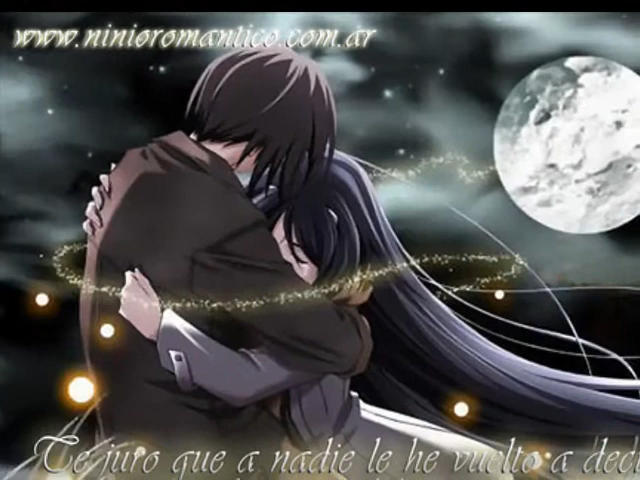 www.ninioromantico.com.ar
Te juro que a nadie le he vuelto a deci